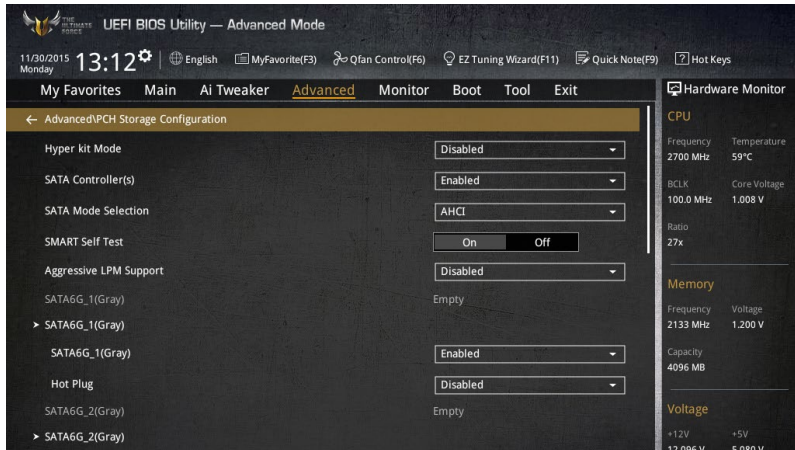 THE ULTIMATE FORCE
UEFI BIOS Utility — Advanced Mode
11/30/2015
Monday
13:12
English
MyFavorite(F3)
Qfan Control(F6)
EZ Tuning Wizard(F11)
Quick Note(F9)
? Hot Keys
My Favorites
Main
Ai Tweaker
Advanced
Monitor
Boot
Tool
Exit
← Advanced\PCH Storage Configuration
Hyper kit Mode Disabled
SATA Controller(s) Enabled
SATA Mode Selection AHCI
SMART Self Test On Off
Aggressive LPM Support Disabled
SATA6G_1(Gray) Empty
➤ SATA6G_1(Gray)
SATA6G_1(Gray) Enabled
Hot Plug Disabled
SATA6G_2(Gray) Empty
➤ SATA6G_2(Gray)
Hardware Monitor
CPU
Frequency Temperature
2700 MHz 59°C
BCLK Core Voltage
100.0 MHz 1.008 V
Ratio
27x
Memory
Frequency Voltage
2133 MHz 1.200 V
Capacity
4096 MB
Voltage
+12V +5V
12.096 V 5.080 V